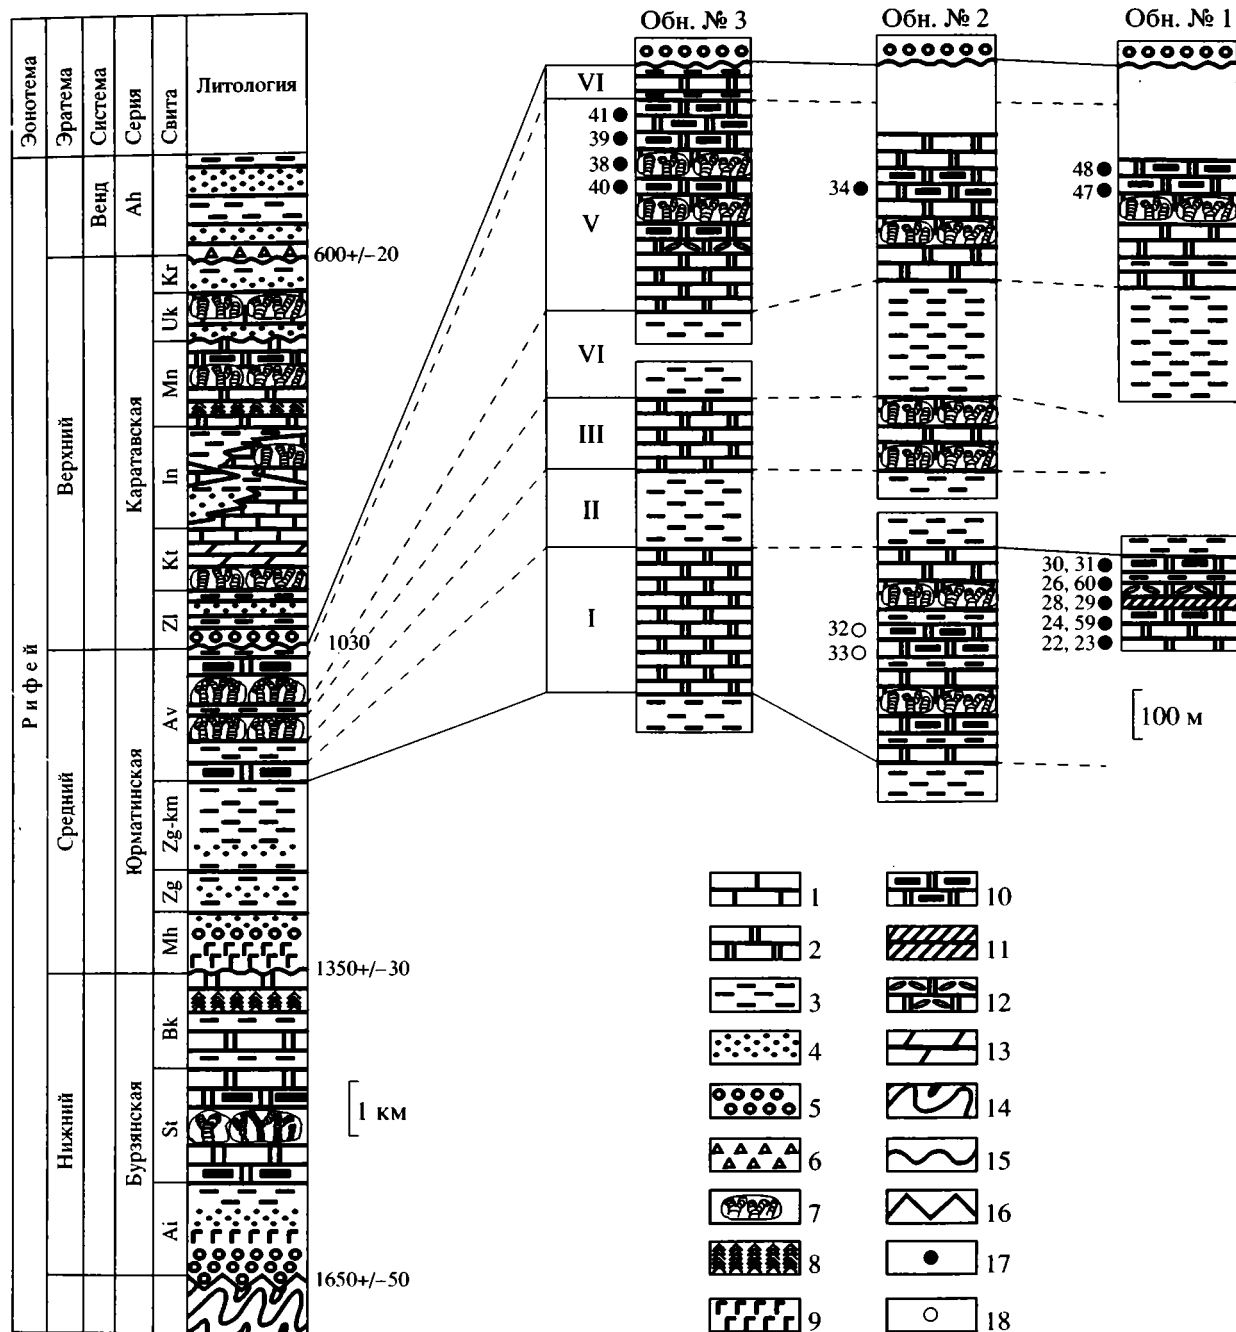 Эонотема
Эратема
Система
Серия
Свита
Литология
Рифей
Венд
Ah
Верхний
Каратавская
Kr
Uk
Mn
In
Kt
Zl
Средний
Юрматинская
Av
Zg-km
Zg
Mh
Нижний
Бурзянская
Bk
St
Ai
600+/−20
1030
1350+/−30
1650+/−50
1 км
Обн. № 3
VI
V
VI
III
II
I
41
39
38
40
Обн. № 2
34
32
33
Обн. № 1
48
47
30, 31
26, 60
28, 29
24, 59
22, 23
100 м
1
2
3
4
5
6
7
8
9
10
11
12
13
14
15
16
17
18